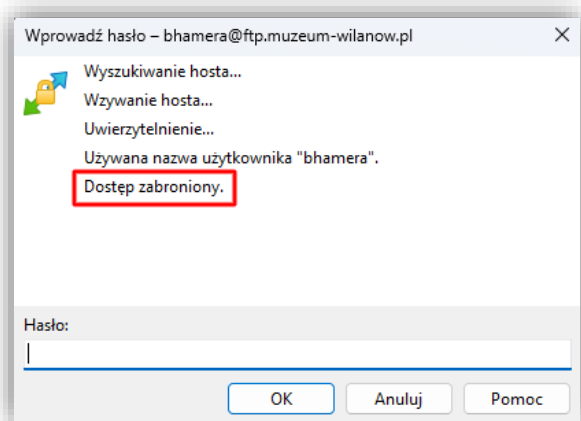 Wprowadź hasło – bhamera@ftp.muzeum-wilanow.pl
Wyszukiwanie hosta...
Wzywanie hosta...
Uwierzytelnienie...
Używana nazwa użytkownika "bhamera".
Dostęp zabroniony.
Hasło:
OK Anuluj Pomoc